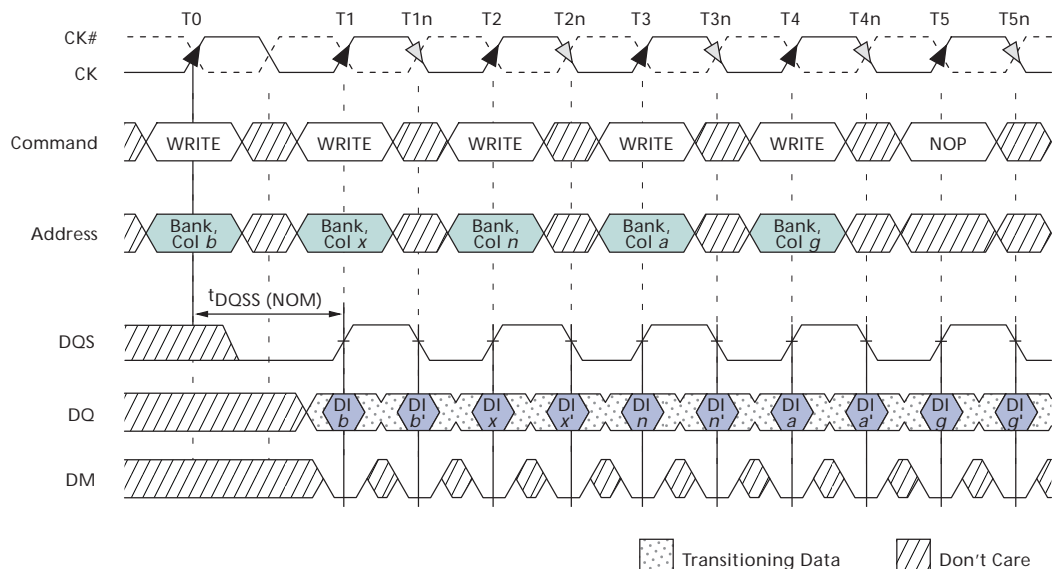 T0 T1 T1n T2 T2n T3 T3n T4 T4n T5 T5n
CK#
CK
Command WRITE WRITE WRITE WRITE WRITE NOP
Address Bank, Col b Bank, Col x Bank, Col n Bank, Col a Bank, Col g
tDQSS (NOM)
DQS
DQ DI b DI b' DI x DI x' DI n DI n' DI a DI a' DI g DI g'
DM
Transitioning Data Don't Care